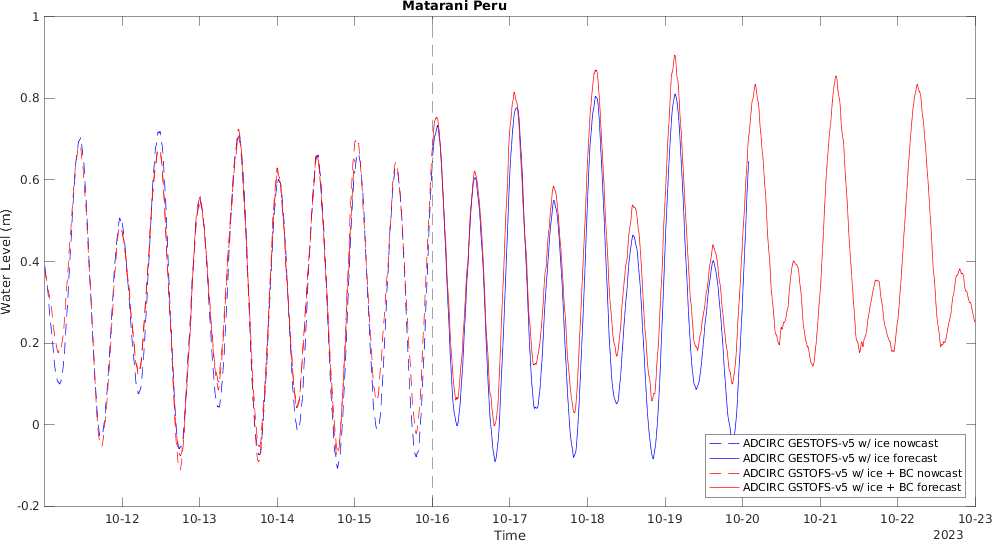 Matarani Peru
1
0.8
0.6
0.4
0.2
0
-0.2
Water Level (m)
ADCIRC GESTOFS-v5 w/ ice nowcast
ADCIRC GESTOFS-v5 w/ ice forecast
ADCIRC GSTOFS-v5 w/ ice + BC nowcast
ADCIRC GSTOFS-v5 w/ ice + BC forecast
10-12 10-13 10-14 10-15 10-16 10-17 10-18 10-19 10-20 10-21 10-22 10-23
Time
2023